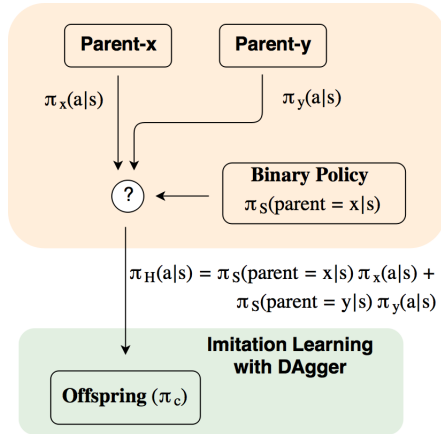 Parent-x
Parent-y
πx(a|s)
πy(a|s)
?
Binary Policy
πS(parent = x|s)
πH(a|s) = πS(parent = x|s) πx(a|s) +
πS(parent = y|s) πy(a|s)
Imitation Learning
with DAgger
Offspring (πc)